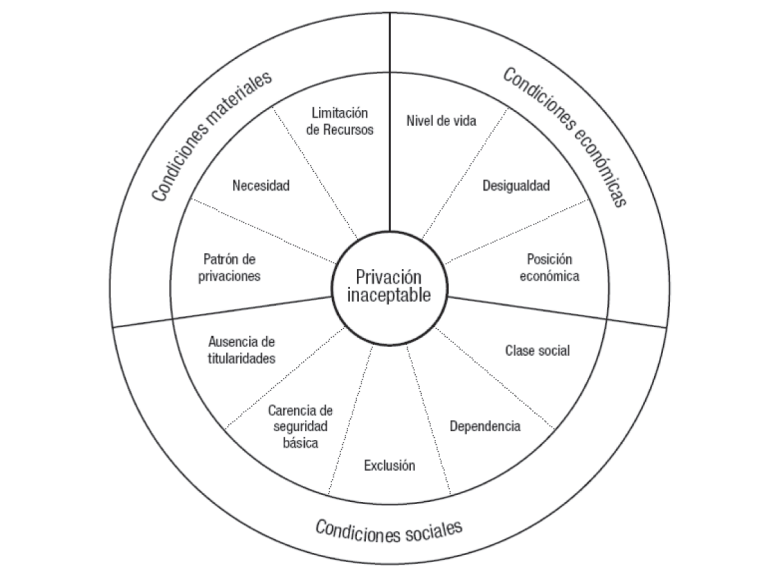 Condiciones materiales
Condiciones económicas
Limitación
de Recursos
Nivel de vida
Necesidad
Desigualdad
Patrón de
privaciones
Privación
inaceptable
Posición
económica
Ausencia de
titularidades
Clase social
Carencia de
seguridad
básica
Dependencia
Exclusión
Condiciones sociales